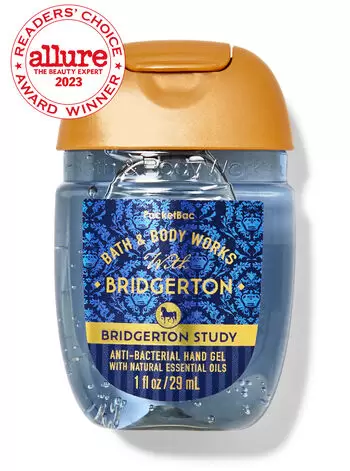 READERS' CHOICE
allure
THE BEAUTY EXPERT
2023
AWARD WINNER
PocketBac
BATH & BODY WORKS
With
BRIDGERTON
BRIDGERTON STUDY
ANTI-BACTERIAL HAND GEL
WITH NATURAL ESSENTIAL OILS
1 fl oz / 29 mL